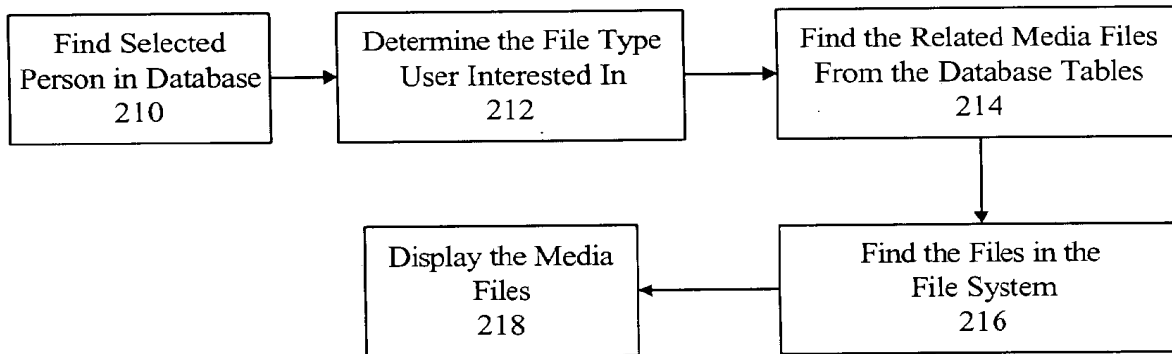 Find Selected
Person in Database
210
Determine the File Type
User Interested In
212
Find the Related Media Files
From the Database Tables
214
Find the Files in the
File System
216
Display the Media
Files
218